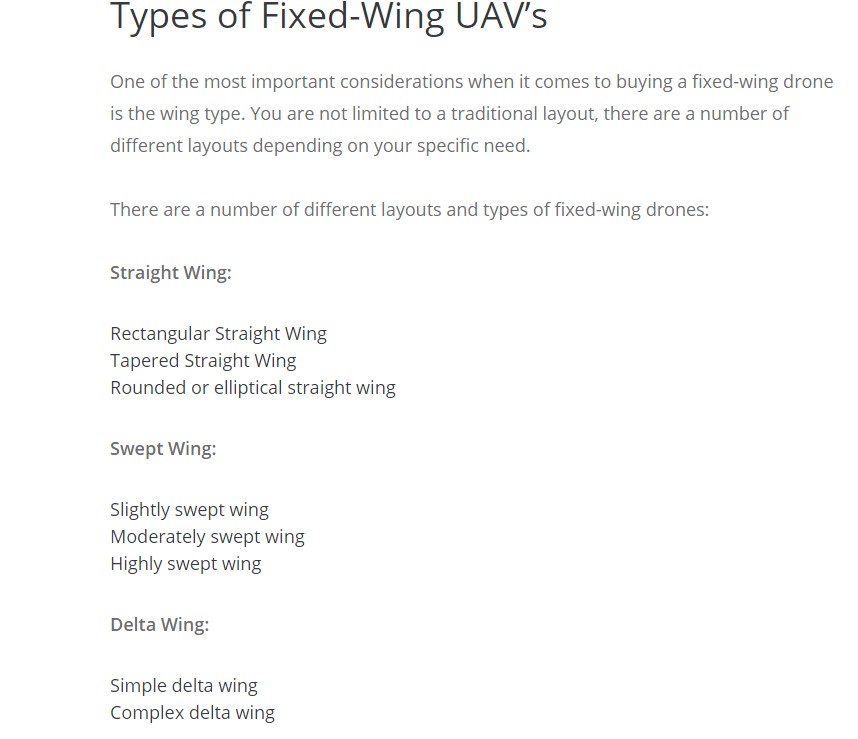 Types of Fixed-Wing UAV’s
One of the most important considerations when it comes to buying a fixed-wing drone
is the wing type. You are not limited to a traditional layout, there are a number of
different layouts depending on your specific need.
There are a number of different layouts and types of fixed-wing drones:
Straight Wing:
Rectangular Straight Wing
Tapered Straight Wing
Rounded or elliptical straight wing
Swept Wing:
Slightly swept wing
Moderately swept wing
Highly swept wing
Delta Wing:
Simple delta wing
Complex delta wing